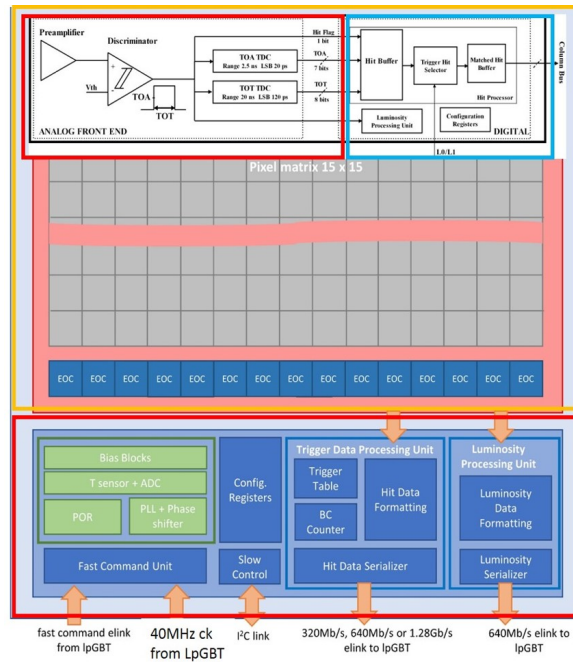 Preamplifier
Discriminator
Vth
TOA
TOT
TOA TDC
Range 2.5 ns LSB 20 ps
TOT TDC
Range 20 ns LSB 120 ps
Hit Flag
1 bit
TOA
7 bits
TOT
8 bits
Hit Buffer
Trigger Hit
Selector
Matched Hit
Buffer
Hit Processor
Luminosity
Processing Unit
Configuration
Registers
Column Bus
ANALOG FRONT END
DIGITAL
L0/L1
Pixel matrix 15 x 15
EOC EOC EOC EOC EOC EOC EOC EOC EOC EOC EOC EOC EOC EOC EOC
Bias Blocks
T sensor + ADC
POR
PLL + Phase
shifter
Fast Command Unit
Config.
Registers
Slow
Control
Trigger Data Processing Unit
Trigger
Table
BC
Counter
Hit Data
Formatting
Hit Data Serializer
Luminosity
Processing Unit
Luminosity
Data
Formatting
Luminosity
Serializer
fast command elink
from lpGBT
40MHz ck
from LpGBT
I²C link
320Mb/s, 640Mb/s or 1.28Gb/s
elink to lpGBT
640Mb/s elink to
lpGBT